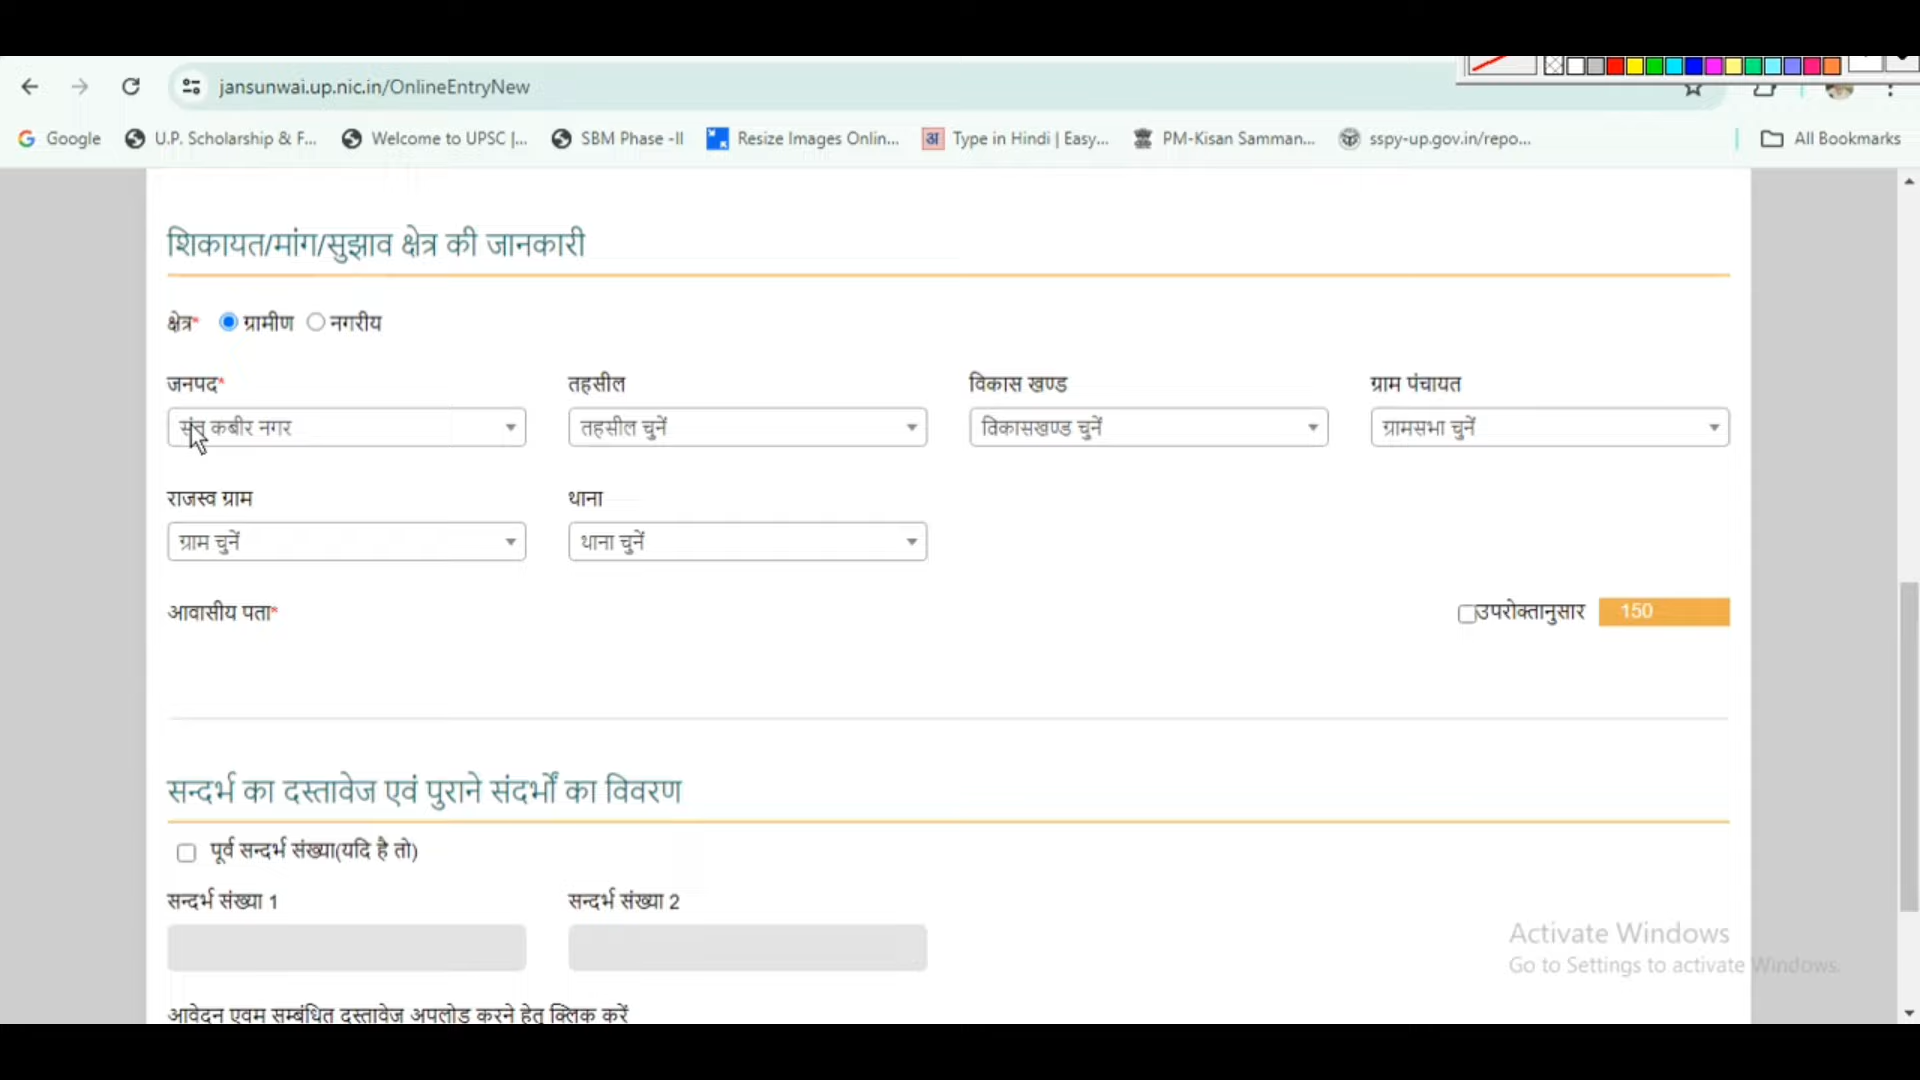 jansunwai.up.nic.in/OnlineEntryNew
Google U.P. Scholarship & F... Welcome to UPSC |... SBM Phase -II Resize Images Onlin... अ Type in Hindi | Easy... PM-Kisan Samman... sspy-up.gov.in/repo... All Bookmarks
शिकायत/मांग/सुझाव क्षेत्र की जानकारी
क्षेत्र* ग्रामीण नगरीय
जनपद* तहसील विकास खण्ड ग्राम पंचायत
संत कबीर नगर तहसील चुनें विकासखण्ड चुनें ग्रामसभा चुनें
राजस्व ग्राम थाना
ग्राम चुनें थाना चुनें
आवासीय पता* उपरोक्तानुसार 150
सन्दर्भ का दस्तावेज एवं पुराने संदर्भों का विवरण
पूर्व सन्दर्भ संख्या(यदि है तो)
सन्दर्भ संख्या 1 सन्दर्भ संख्या 2
Activate Windows
Go to Settings to activate Windows.
आवेदन एवम सम्बंधित दस्तावेज अपलोड करने हेतु क्लिक करें